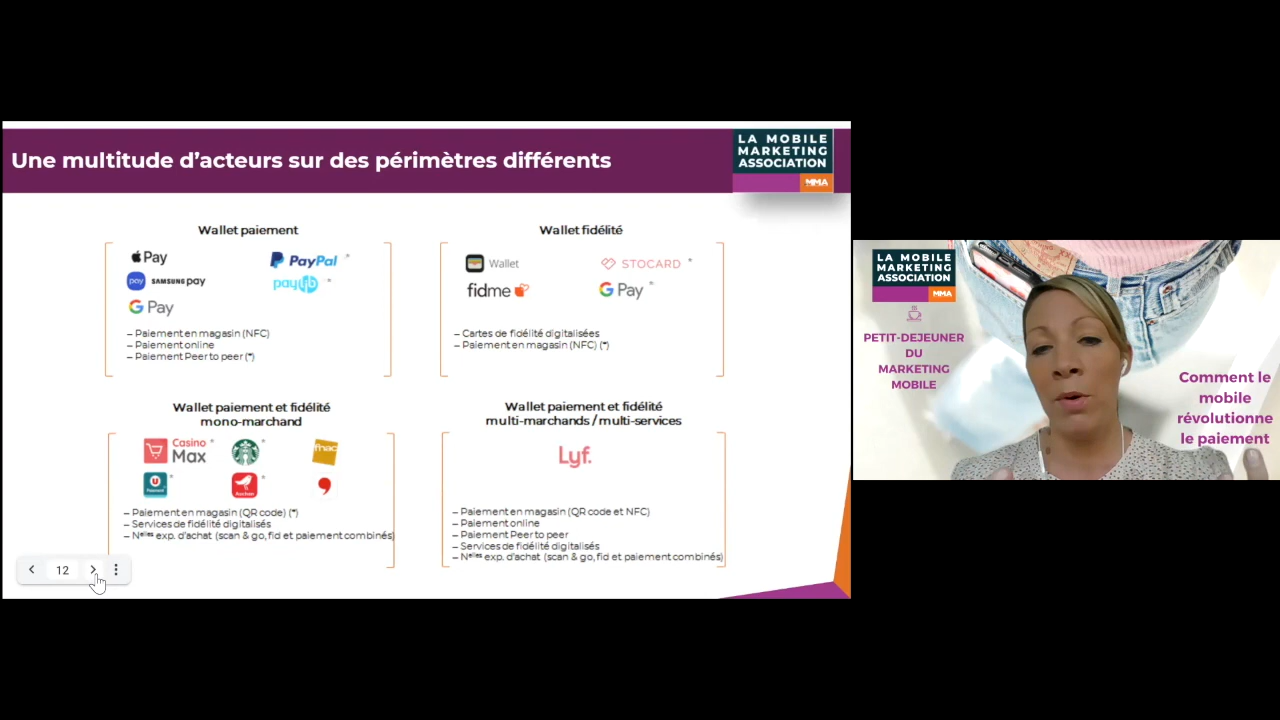 Une multitude d'acteurs sur des périmètres différents
LA MOBILE
MARKETING
ASSOCIATION
MMA
Wallet paiement
Pay
PayPal *
pay SAMSUNG pay
paylib *
G Pay
– Paiement en magasin (NFC)
– Paiement online
– Paiement Peer to peer (*)
Wallet fidélité
Wallet
STOCARD *
fidme
G Pay *
– Cartes de fidélité digitalisées
– Paiement en magasin (NFC) (*)
Wallet paiement et fidélité
mono-marchand
Casino
Max *
*
fnac
U
Paiement *
Auchan *
– Paiement en magasin (QR code) (*)
– Services de fidélité digitalisés
– Nelles exp. d'achat (scan & go, fid et paiement combinés)
Wallet paiement et fidélité
multi-marchands / multi-services
Lyf.
– Paiement en magasin (QR code et NFC)
– Paiement online
– Paiement Peer to peer
– Services de fidélité digitalisés
– Nelles exp. d'achat (scan & go, fid et paiement combinés)
12
LA MOBILE
MARKETING
ASSOCIATION
MMA
PETIT-DEJEUNER
DU
MARKETING
MOBILE
Comment le
mobile
révolutionne
le paiement